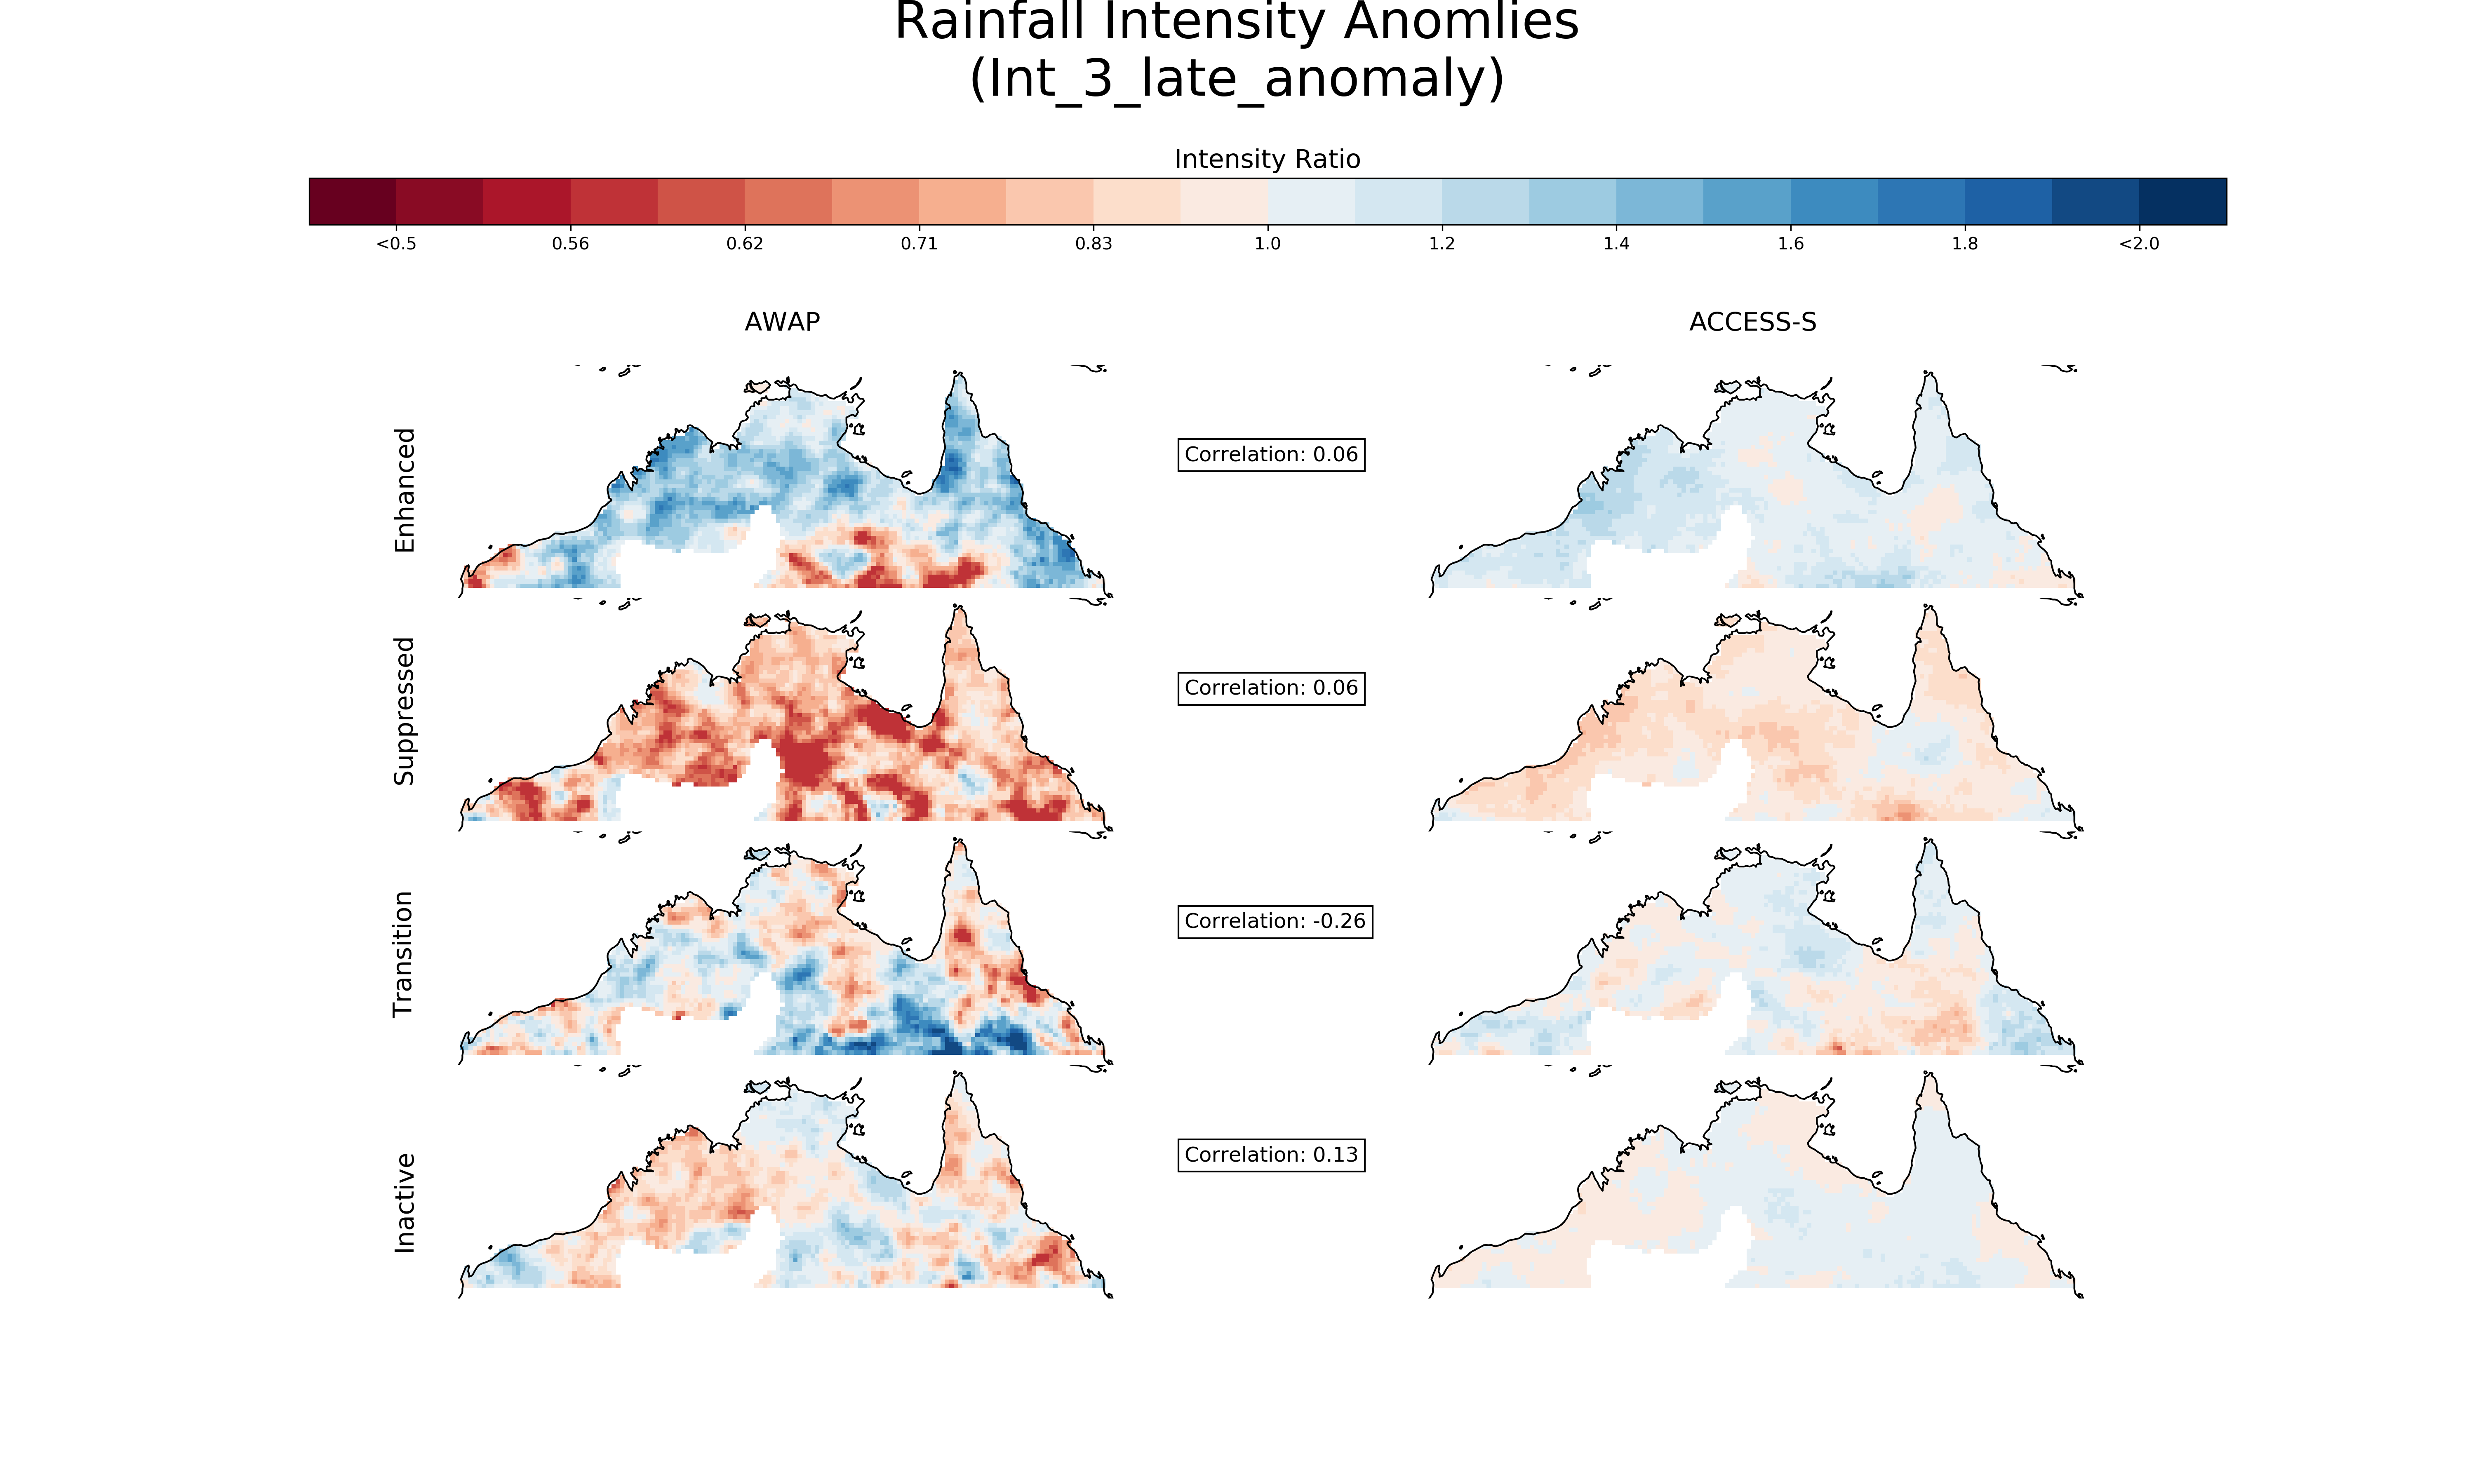 Rainfall Intensity Anomlies
(Int_3_late_anomaly)
Intensity Ratio
<0.5 0.56 0.62 0.71 0.83 1.0 1.2 1.4 1.6 1.8 <2.0
AWAP ACCESS-S
Enhanced
Correlation: 0.06
Suppressed
Correlation: 0.06
Transition
Correlation: -0.26
Inactive
Correlation: 0.13